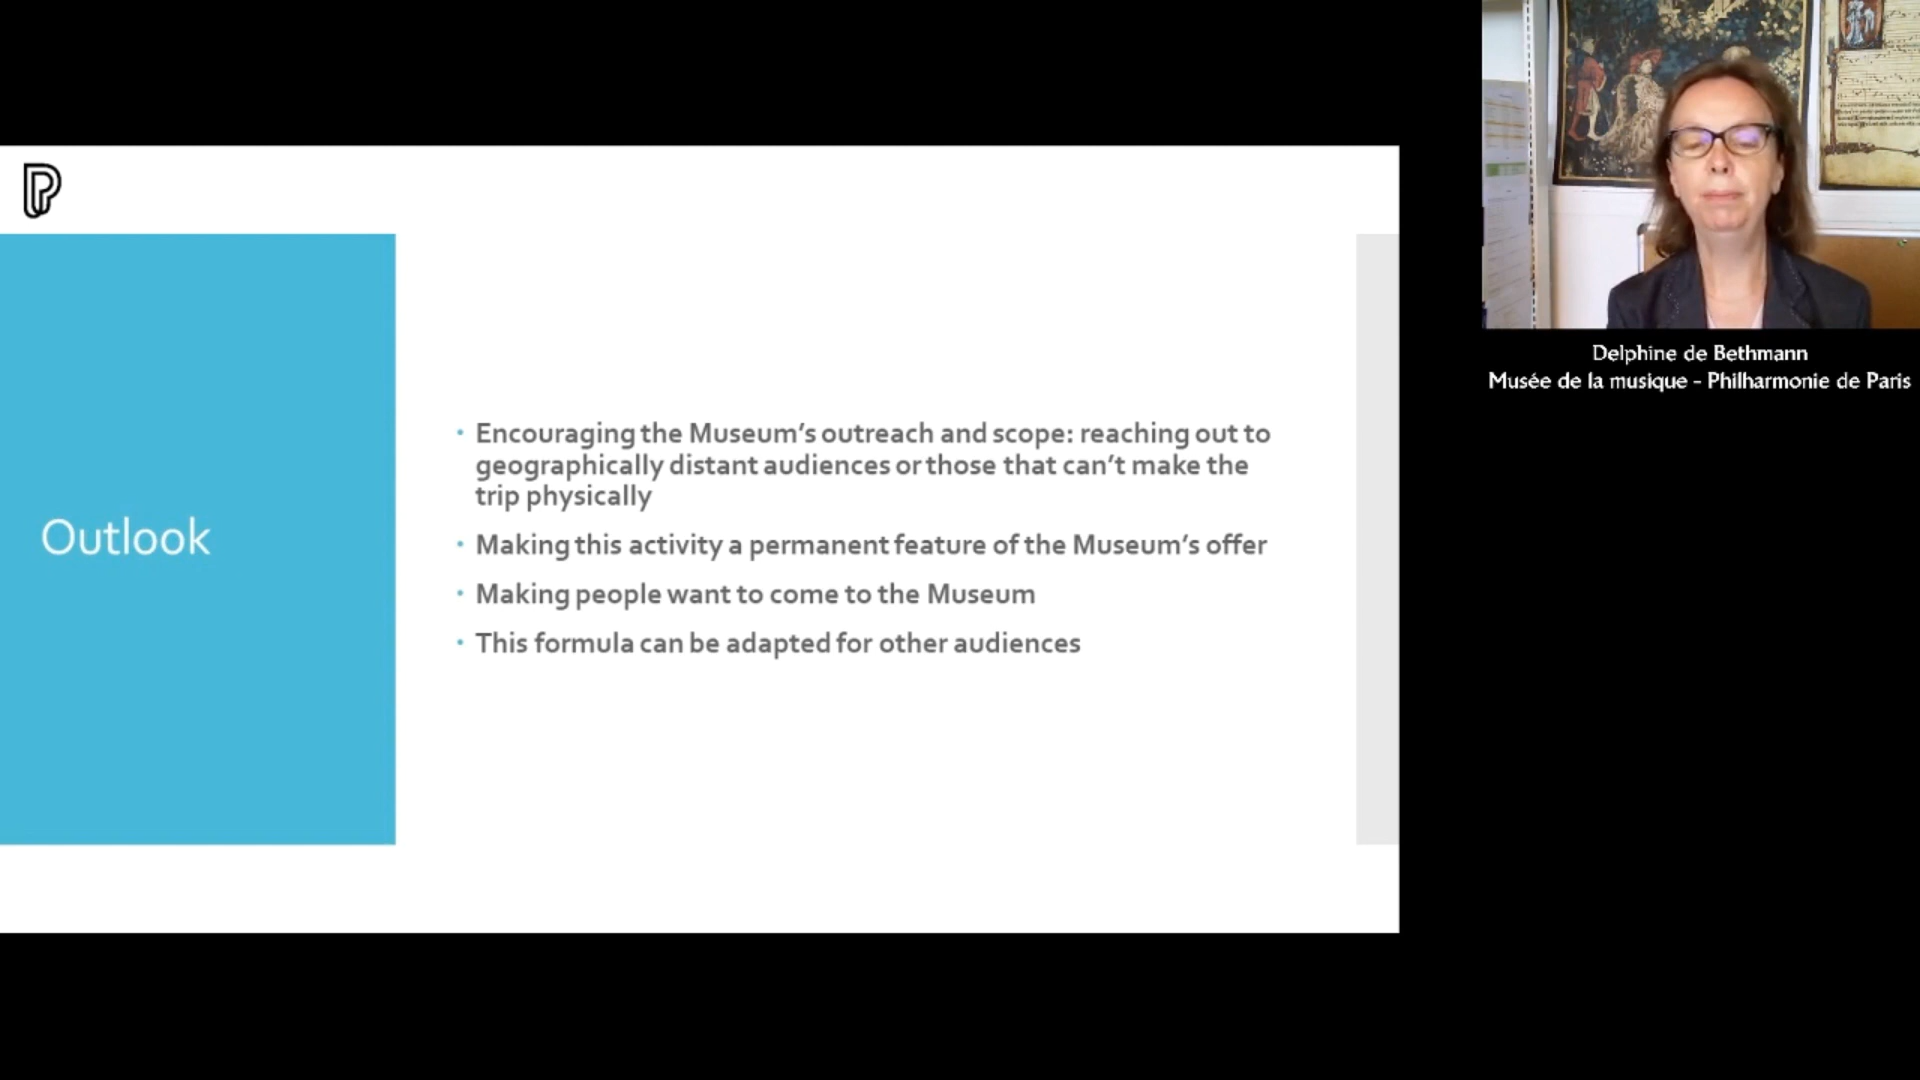 Outlook
• Encouraging the Museum’s outreach and scope: reaching out to
geographically distant audiences or those that can’t make the
trip physically
• Making this activity a permanent feature of the Museum’s offer
• Making people want to come to the Museum
• This formula can be adapted for other audiences
Delphine de Bethmann
Musée de la musique - Philharmonie de Paris